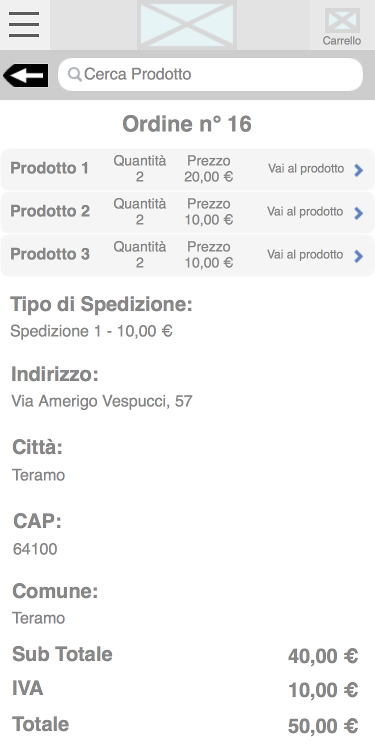 Carrello
Cerca Prodotto
Ordine n° 16
Prodotto 1 Quantità 2 Prezzo 20,00 € Vai al prodotto
Prodotto 2 Quantità 2 Prezzo 10,00 € Vai al prodotto
Prodotto 3 Quantità 2 Prezzo 10,00 € Vai al prodotto
Tipo di Spedizione:
Spedizione 1 - 10,00 €
Indirizzo:
Via Amerigo Vespucci, 57
Città:
Teramo
CAP:
64100
Comune:
Teramo
Sub Totale 40,00 €
IVA 10,00 €
Totale 50,00 €